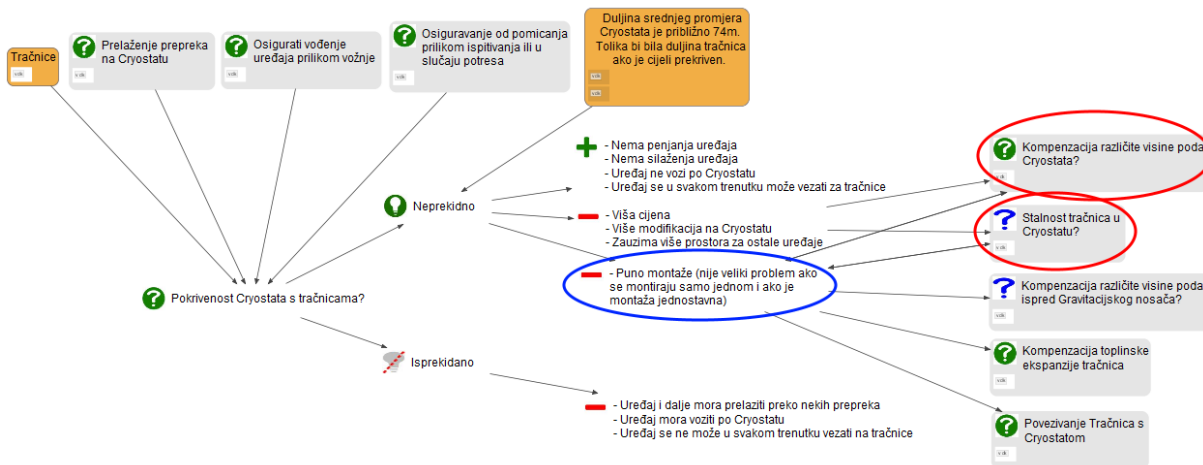 Tračnice
Prelaženje prepreka
na Cryostatu
Osigurati vođenje
uređaja prilikom vožnje
Osiguravanje od pomicanja
prilikom ispitivanja ili u
slučaju potresa
Duljina srednjeg promjera
Cryostata je približno 74m.
Tolika bi bila duljina tračnica
ako je cijeli prekriven.
- Nema penjanja uređaja
- Nema silaženja uređaja
- Uređaj ne vozi po Cryostatu
- Uređaj se u svakom trenutku može vezati za tračnice
Neprekidno
- Viša cijena
- Više modifikacija na Cryostatu
- Zauzima više prostora za ostale uređaje
- Puno montaže (nije veliki problem ako
se montiraju samo jednom i ako je
montaža jednostavna)
Pokrivenost Cryostata s tračnicama?
Isprekidano
- Uređaj i dalje mora prelaziti preko nekih prepreka
- Uređaj mora voziti po Cryostatu
- Uređaj se ne može u svakom trenutku vezati na tračnice
Kompenzacija različite visine poda
Cryostata?
Stalnost tračnica u
Cryostatu?
Kompenzacija različite visine poda
ispred Gravitacijskog nosača?
Kompenzacija toplinske
ekspanzije tračnica
Povezivanje Tračnica s
Cryostatom